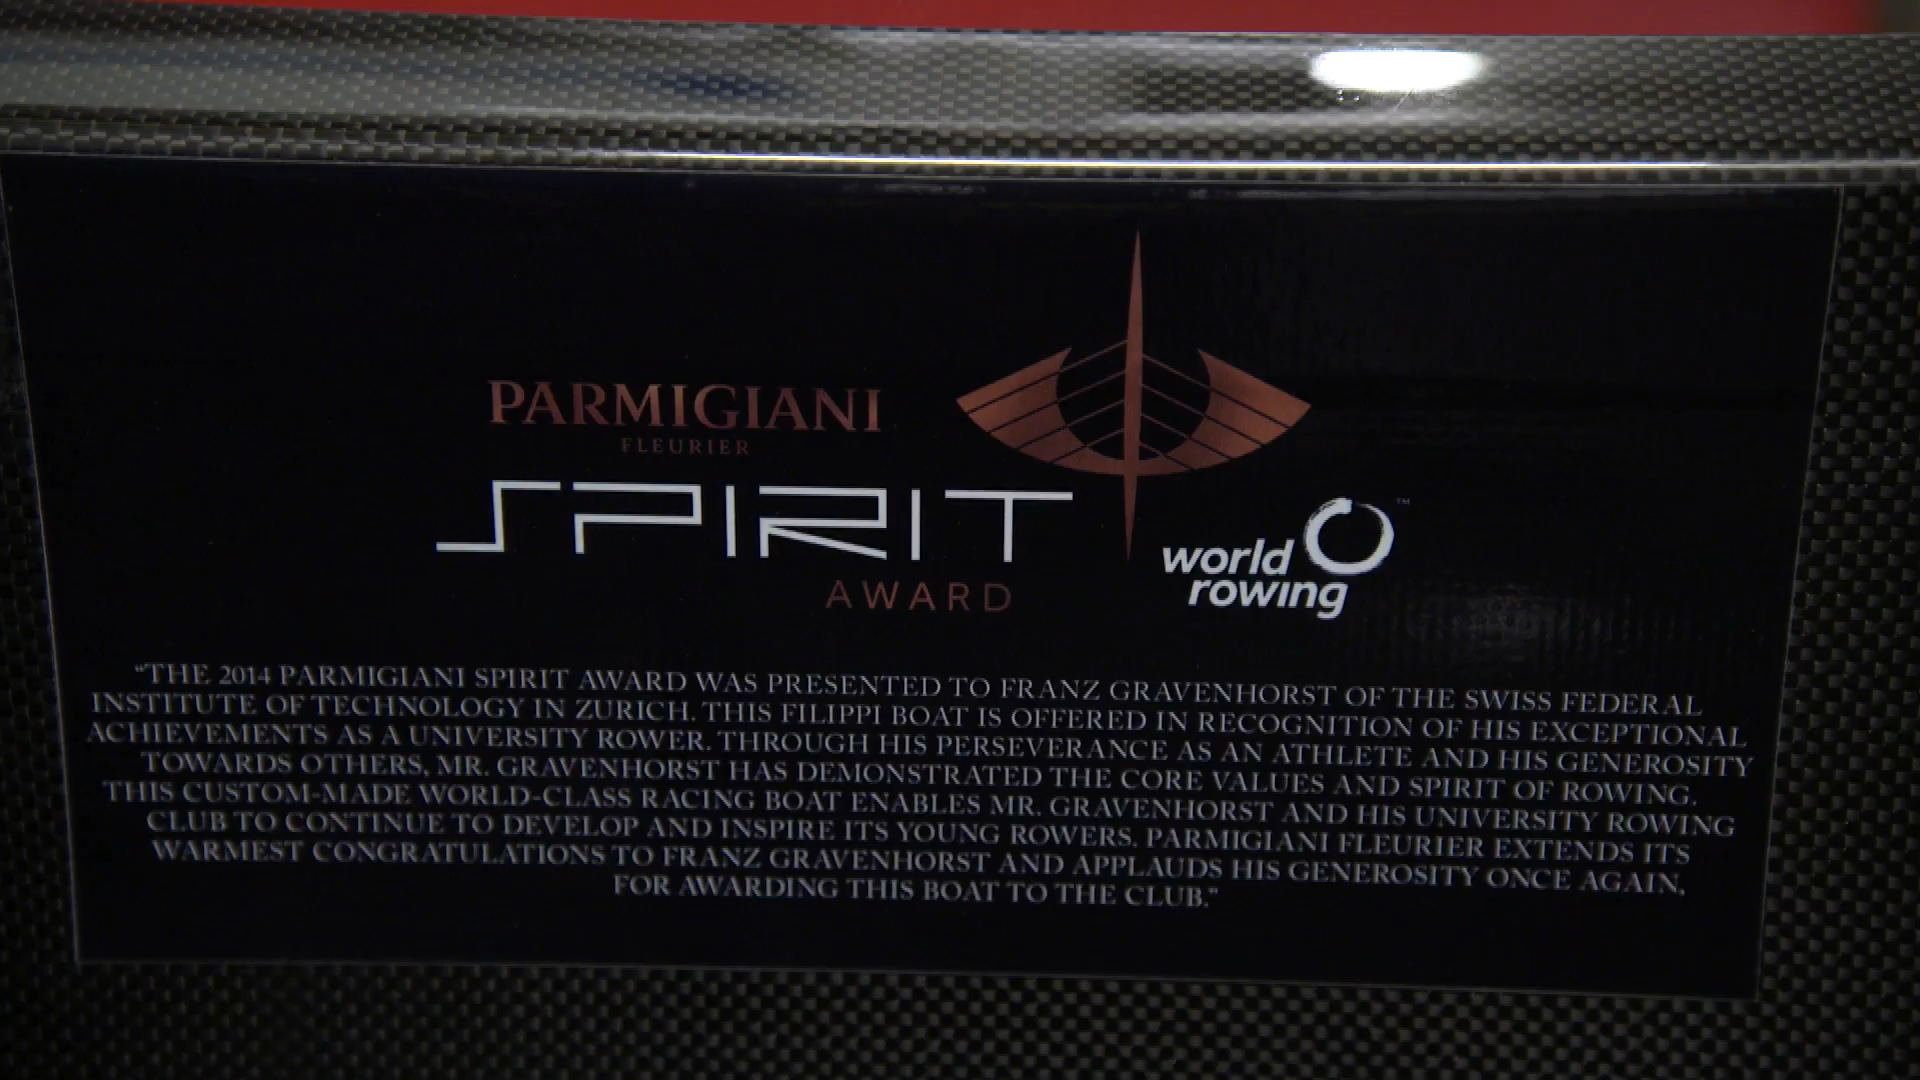 PARMIGIANI
FLEURIER
SPIRIT
AWARD
world
rowing
™
“THE 2014 PARMIGIANI SPIRIT AWARD WAS PRESENTED TO FRANZ GRAVENHORST OF THE SWISS FEDERAL
INSTITUTE OF TECHNOLOGY IN ZURICH. THIS FILIPPI BOAT IS OFFERED IN RECOGNITION OF HIS EXCEPTIONAL
ACHIEVEMENTS AS A UNIVERSITY ROWER. THROUGH HIS PERSEVERANCE AS AN ATHLETE AND HIS GENEROSITY
TOWARDS OTHERS, MR. GRAVENHORST HAS DEMONSTRATED THE CORE VALUES AND SPIRIT OF ROWING.
THIS CUSTOM-MADE WORLD-CLASS RACING BOAT ENABLES MR. GRAVENHORST AND HIS UNIVERSITY ROWING
CLUB TO CONTINUE TO DEVELOP AND INSPIRE ITS YOUNG ROWERS. PARMIGIANI FLEURIER EXTENDS ITS
WARMEST CONGRATULATIONS TO FRANZ GRAVENHORST AND APPLAUDS HIS GENEROSITY ONCE AGAIN,
FOR AWARDING THIS BOAT TO THE CLUB.”